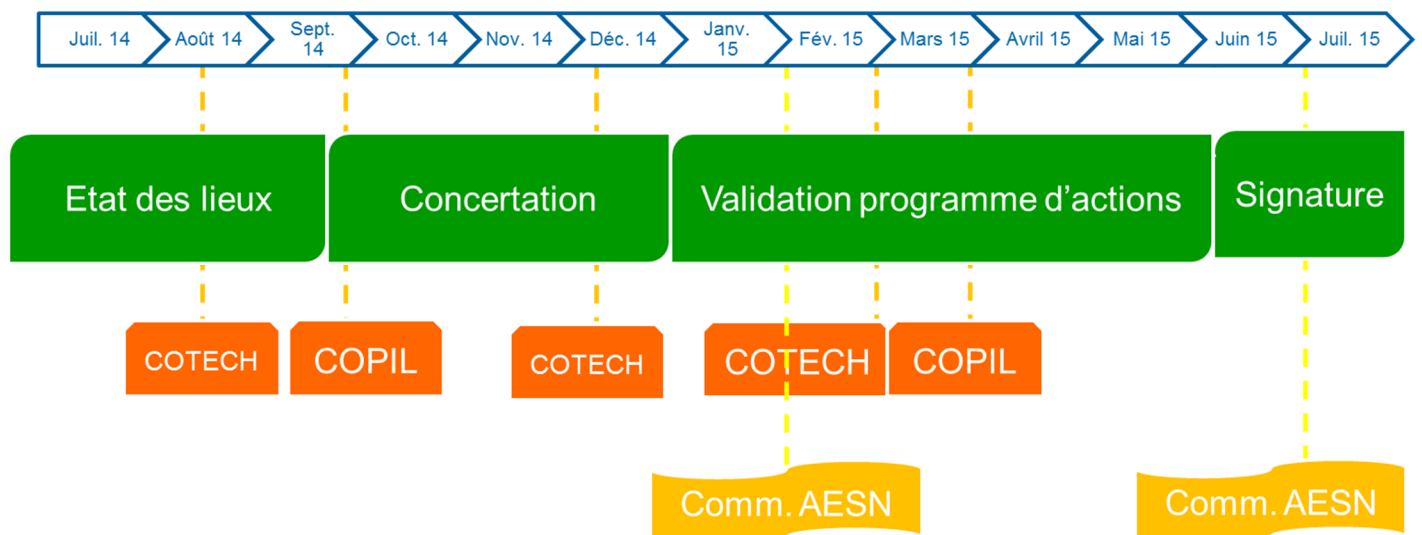 Juil. 14
Août 14
Sept.
14
Oct. 14
Nov. 14
Déc. 14
Janv.
15
Fév. 15
Mars 15
Avril 15
Mai 15
Juin 15
Juil. 15
Etat des lieux
Concertation
Validation programme d’actions
Signature
COTECH
COPIL
COTECH
COTECH
COPIL
Comm. AESN
Comm. AESN